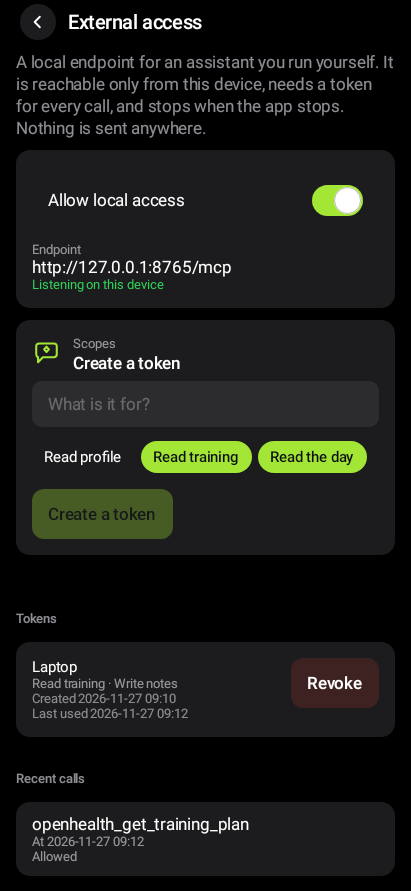 External access
A local endpoint for an assistant you run yourself. It
is reachable only from this device, needs a token
for every call, and stops when the app stops.
Nothing is sent anywhere.
Allow local access
Endpoint
http://127.0.0.1:8765/mcp
Listening on this device
Scopes
Create a token
What is it for?
Read profile Read training Read the day
Create a token
Tokens
Laptop
Read training · Write notes
Created 2026-11-27 09:10
Last used 2026-11-27 09:12
Revoke
Recent calls
openhealth_get_training_plan
At 2026-11-27 09:12
Allowed